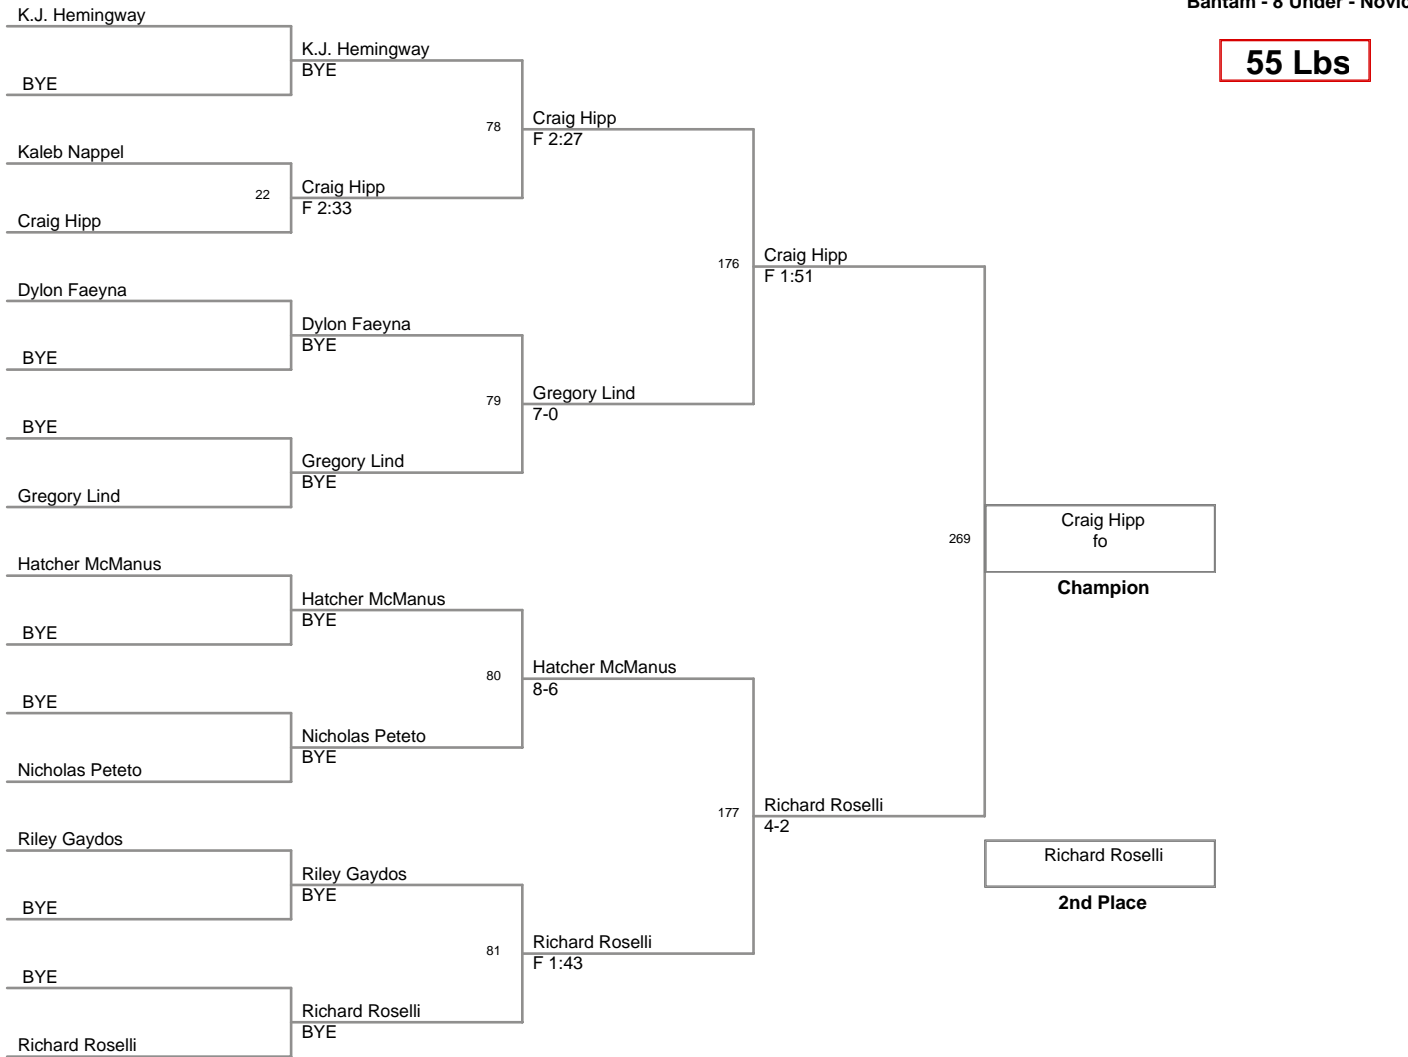 Bantam - 8 Under - Novic
55 Lbs
K.J. Hemingway
BYE
Kaleb Nappel
22
Craig Hipp
Dylon Faeyna
BYE
BYE
Gregory Lind
Hatcher McManus
BYE
BYE
Nicholas Peteto
Riley Gaydos
BYE
BYE
Richard Roselli
K.J. Hemingway
BYE
78
Craig Hipp
F 2:33
Dylon Faeyna
BYE
79
Gregory Lind
BYE
Hatcher McManus
BYE
80
Nicholas Peteto
BYE
Riley Gaydos
BYE
81
Richard Roselli
BYE
Craig Hipp
F 2:27
176
Gregory Lind
7-0
Hatcher McManus
8-6
177
Richard Roselli
F 1:43
Craig Hipp
F 1:51
269
Richard Roselli
4-2
Craig Hipp
fo
Champion
Richard Roselli
2nd Place